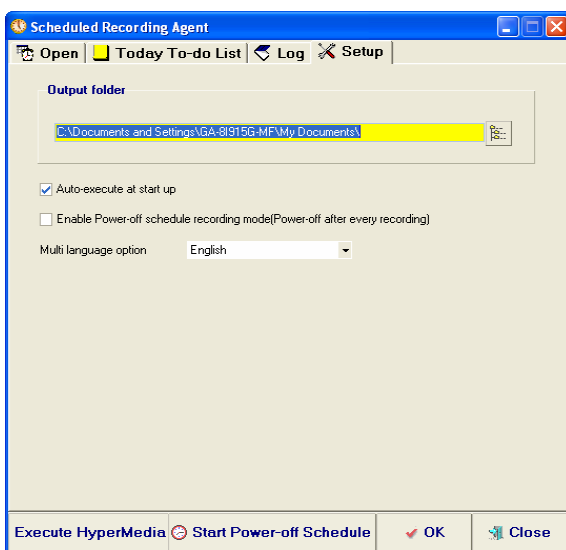 Scheduled Recording Agent
Open Today To-do List Log Setup
Output folder
C:\Documents and Settings\GA-8I915G-MF\My Documents\
Auto-execute at start up
Enable Power-off schedule recording mode(Power-off after every recording)
Multi language option English
Execute HyperMedia Start Power-off Schedule OK Close